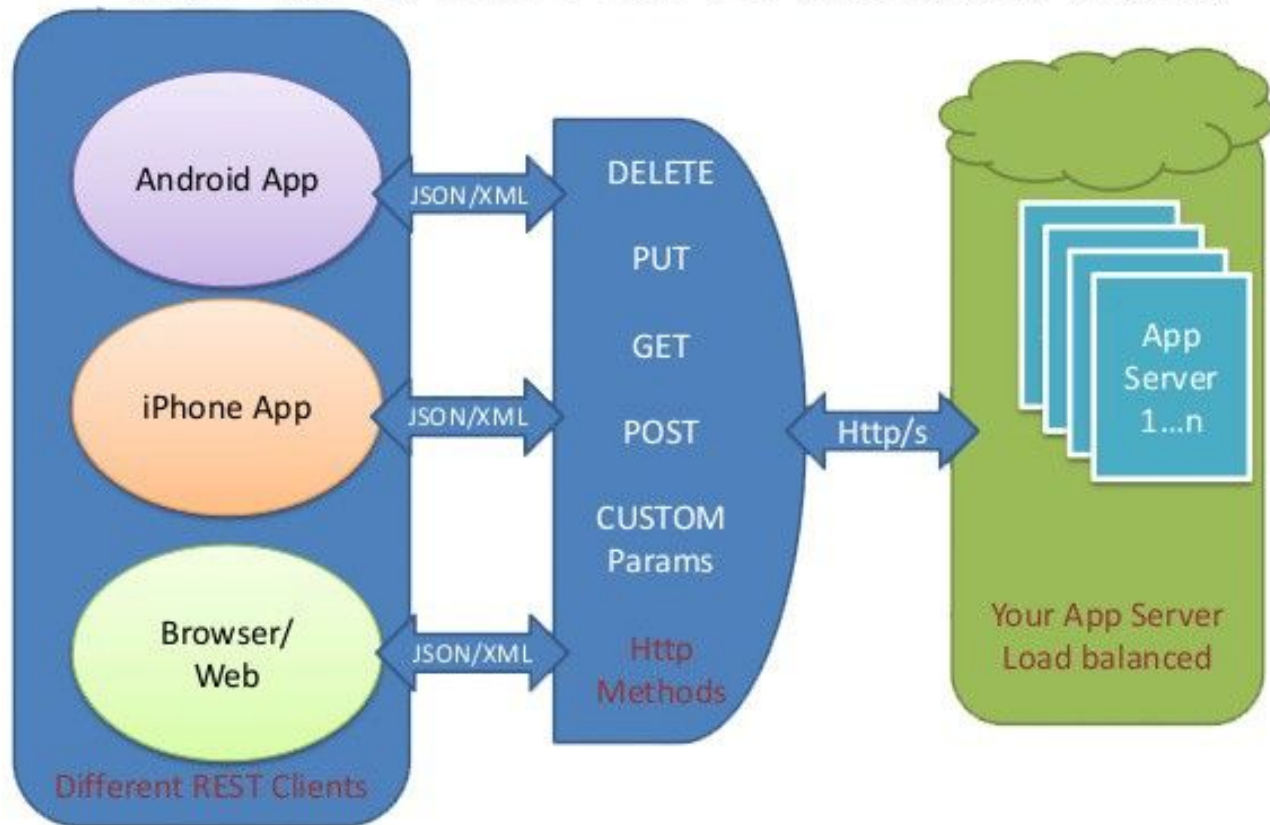 Android App
JSON/XML
iPhone App
JSON/XML
Browser/
Web
JSON/XML
Different REST Clients
DELETE
PUT
GET
POST
CUSTOM
Params
Http
Methods
Http/s
App
Server
1...n
Your App Server
Load balanced